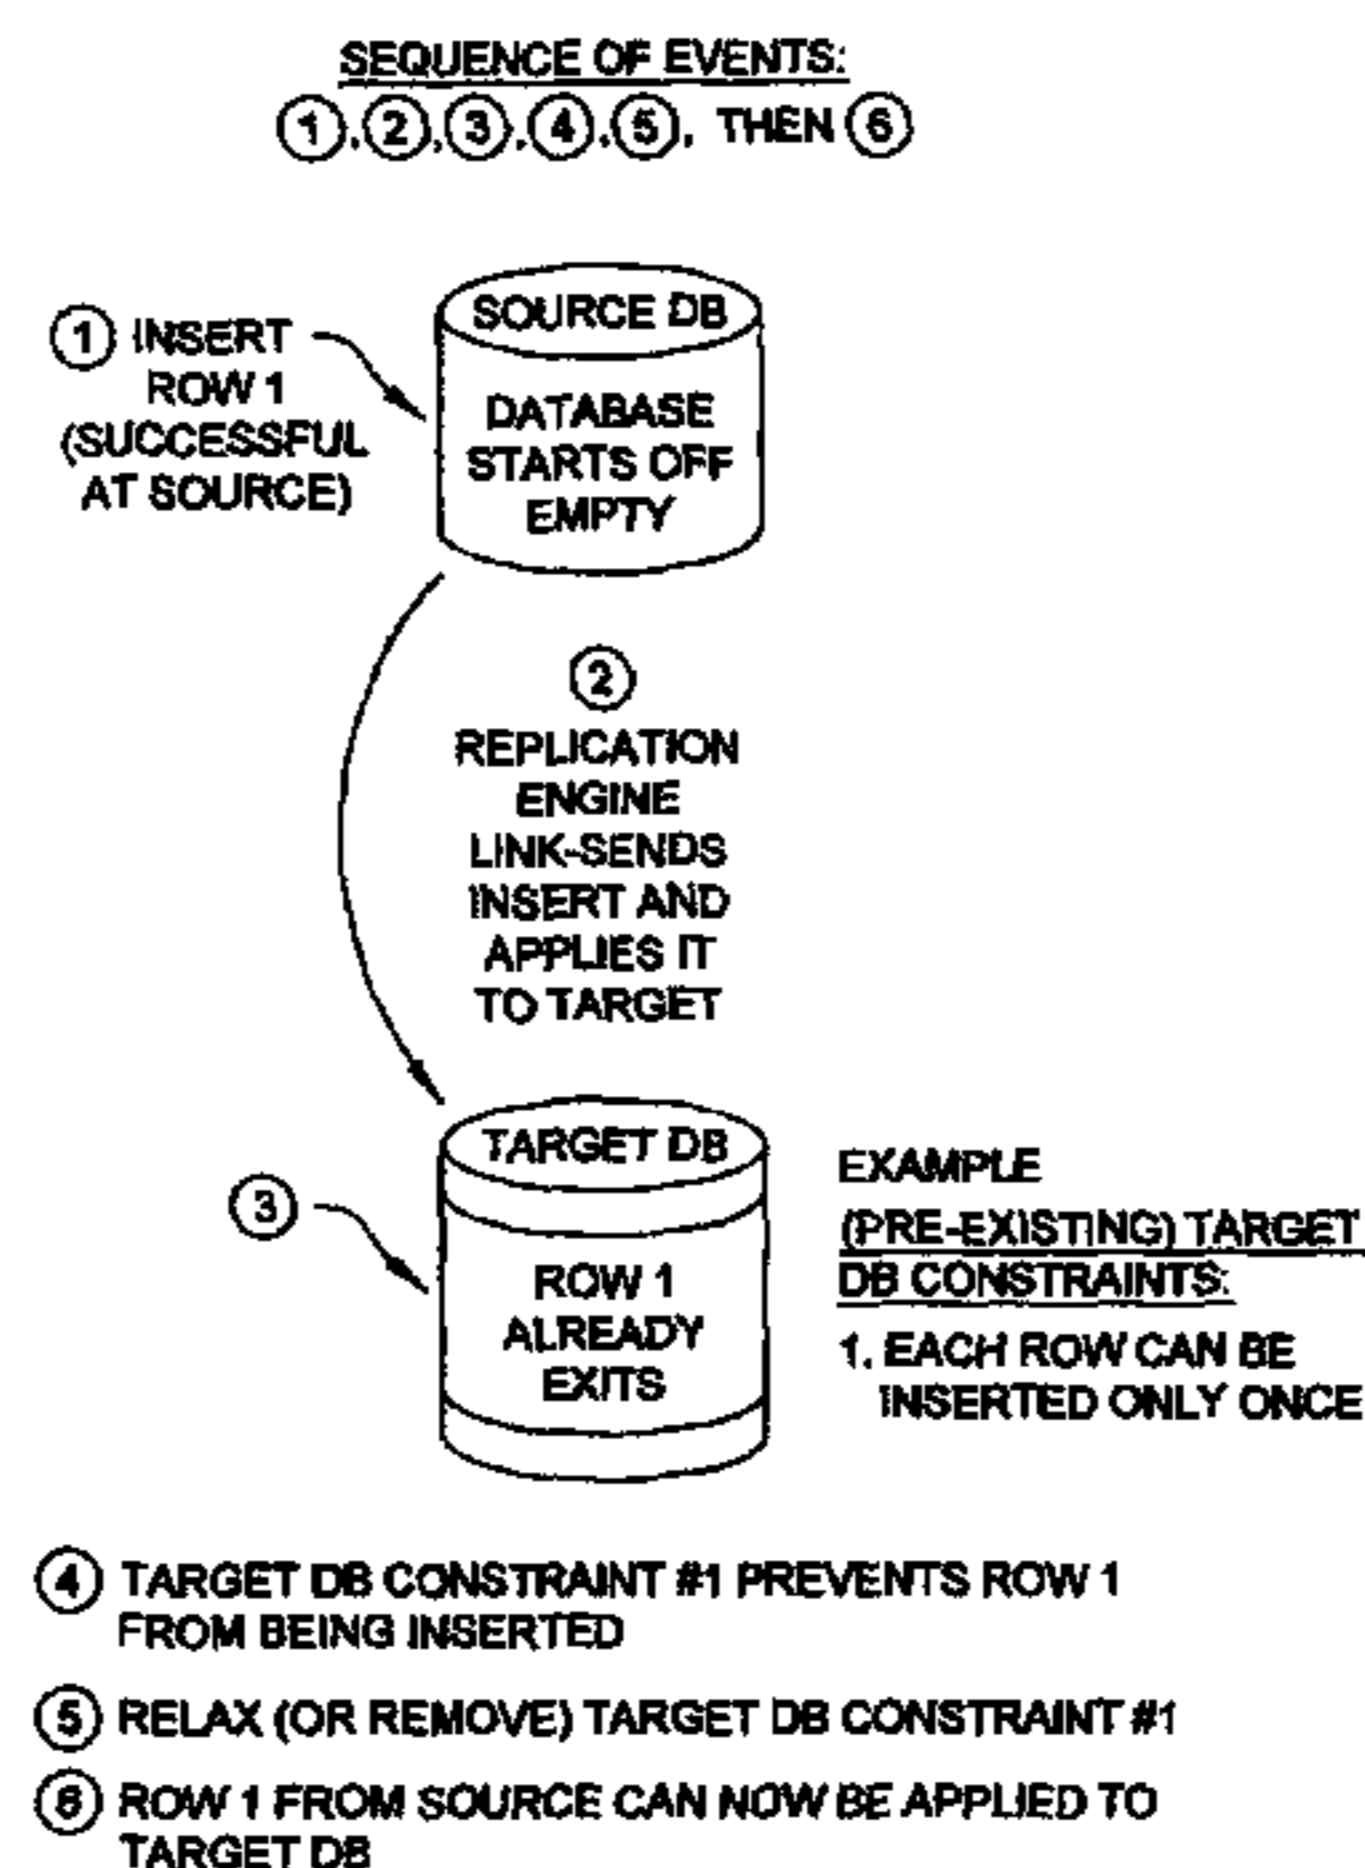 SEQUENCE OF EVENTS:
①,②,③,④,⑤, THEN ⑥
SOURCE DB
DATABASE
STARTS OFF
EMPTY
① INSERT
ROW 1
(SUCCESSFUL
AT SOURCE)
②
REPLICATION
ENGINE
LINK-SENDS
INSERT AND
APPLIES IT
TO TARGET
TARGET DB
③
ROW 1
ALREADY
EXITS
EXAMPLE
(PRE-EXISTING) TARGET
DB CONSTRAINTS:
1. EACH ROW CAN BE
INSERTED ONLY ONCE
④ TARGET DB CONSTRAINT #1 PREVENTS ROW 1
FROM BEING INSERTED
⑤ RELAX (OR REMOVE) TARGET DB CONSTRAINT #1
⑥ ROW 1 FROM SOURCE CAN NOW BE APPLIED TO
TARGET DB